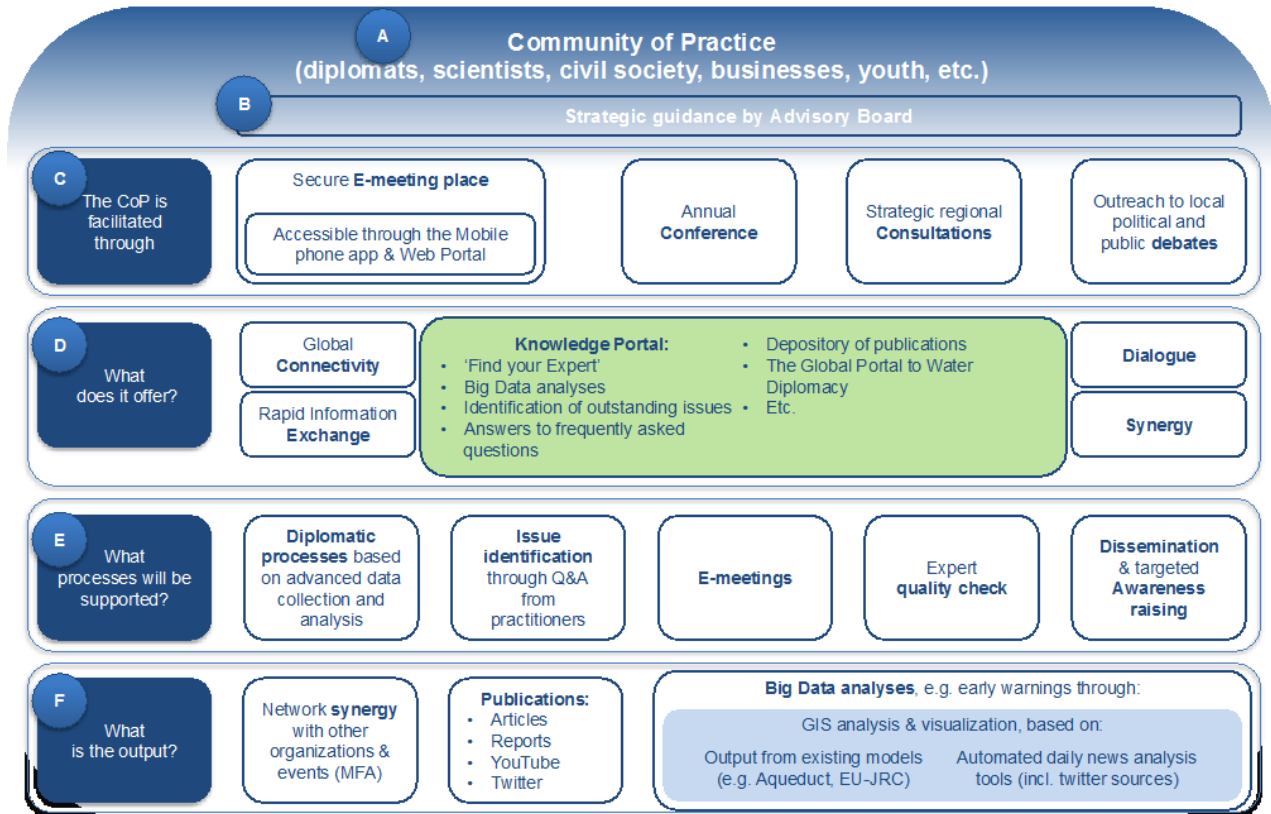 A
Community of Practice
(diplomats, scientists, civil society, businesses, youth, etc.)
B
Strategic guidance by Advisory Board
C
The CoP is
facilitated
through
Secure E-meeting place
Accessible through the Mobile
phone app & Web Portal
Annual
Conference
Strategic regional
Consultations
Outreach to local
political and
public debates
D
What
does it offer?
Global
Connectivity
Rapid Information
Exchange
Knowledge Portal:
• 'Find your Expert'
• Big Data analyses
• Identification of outstanding issues
• Answers to frequently asked
questions
• Depository of publications
• The Global Portal to Water
Diplomacy
• Etc.
Dialogue
Synergy
E
What
processes will be
supported?
Diplomatic
processes based
on advanced data
collection and
analysis
Issue
identification
through Q&A
from
practitioners
E-meetings
Expert
quality check
Dissemination
& targeted
Awareness
raising
F
What
is the output?
Network synergy
with other
organizations &
events (MFA)
Publications:
• Articles
• Reports
• YouTube
• Twitter
Big Data analyses, e.g. early warnings through:
GIS analysis & visualization, based on:
Output from existing models
(e.g. Aqueduct, EU-JRC)
Automated daily news analysis
tools (incl. twitter sources)